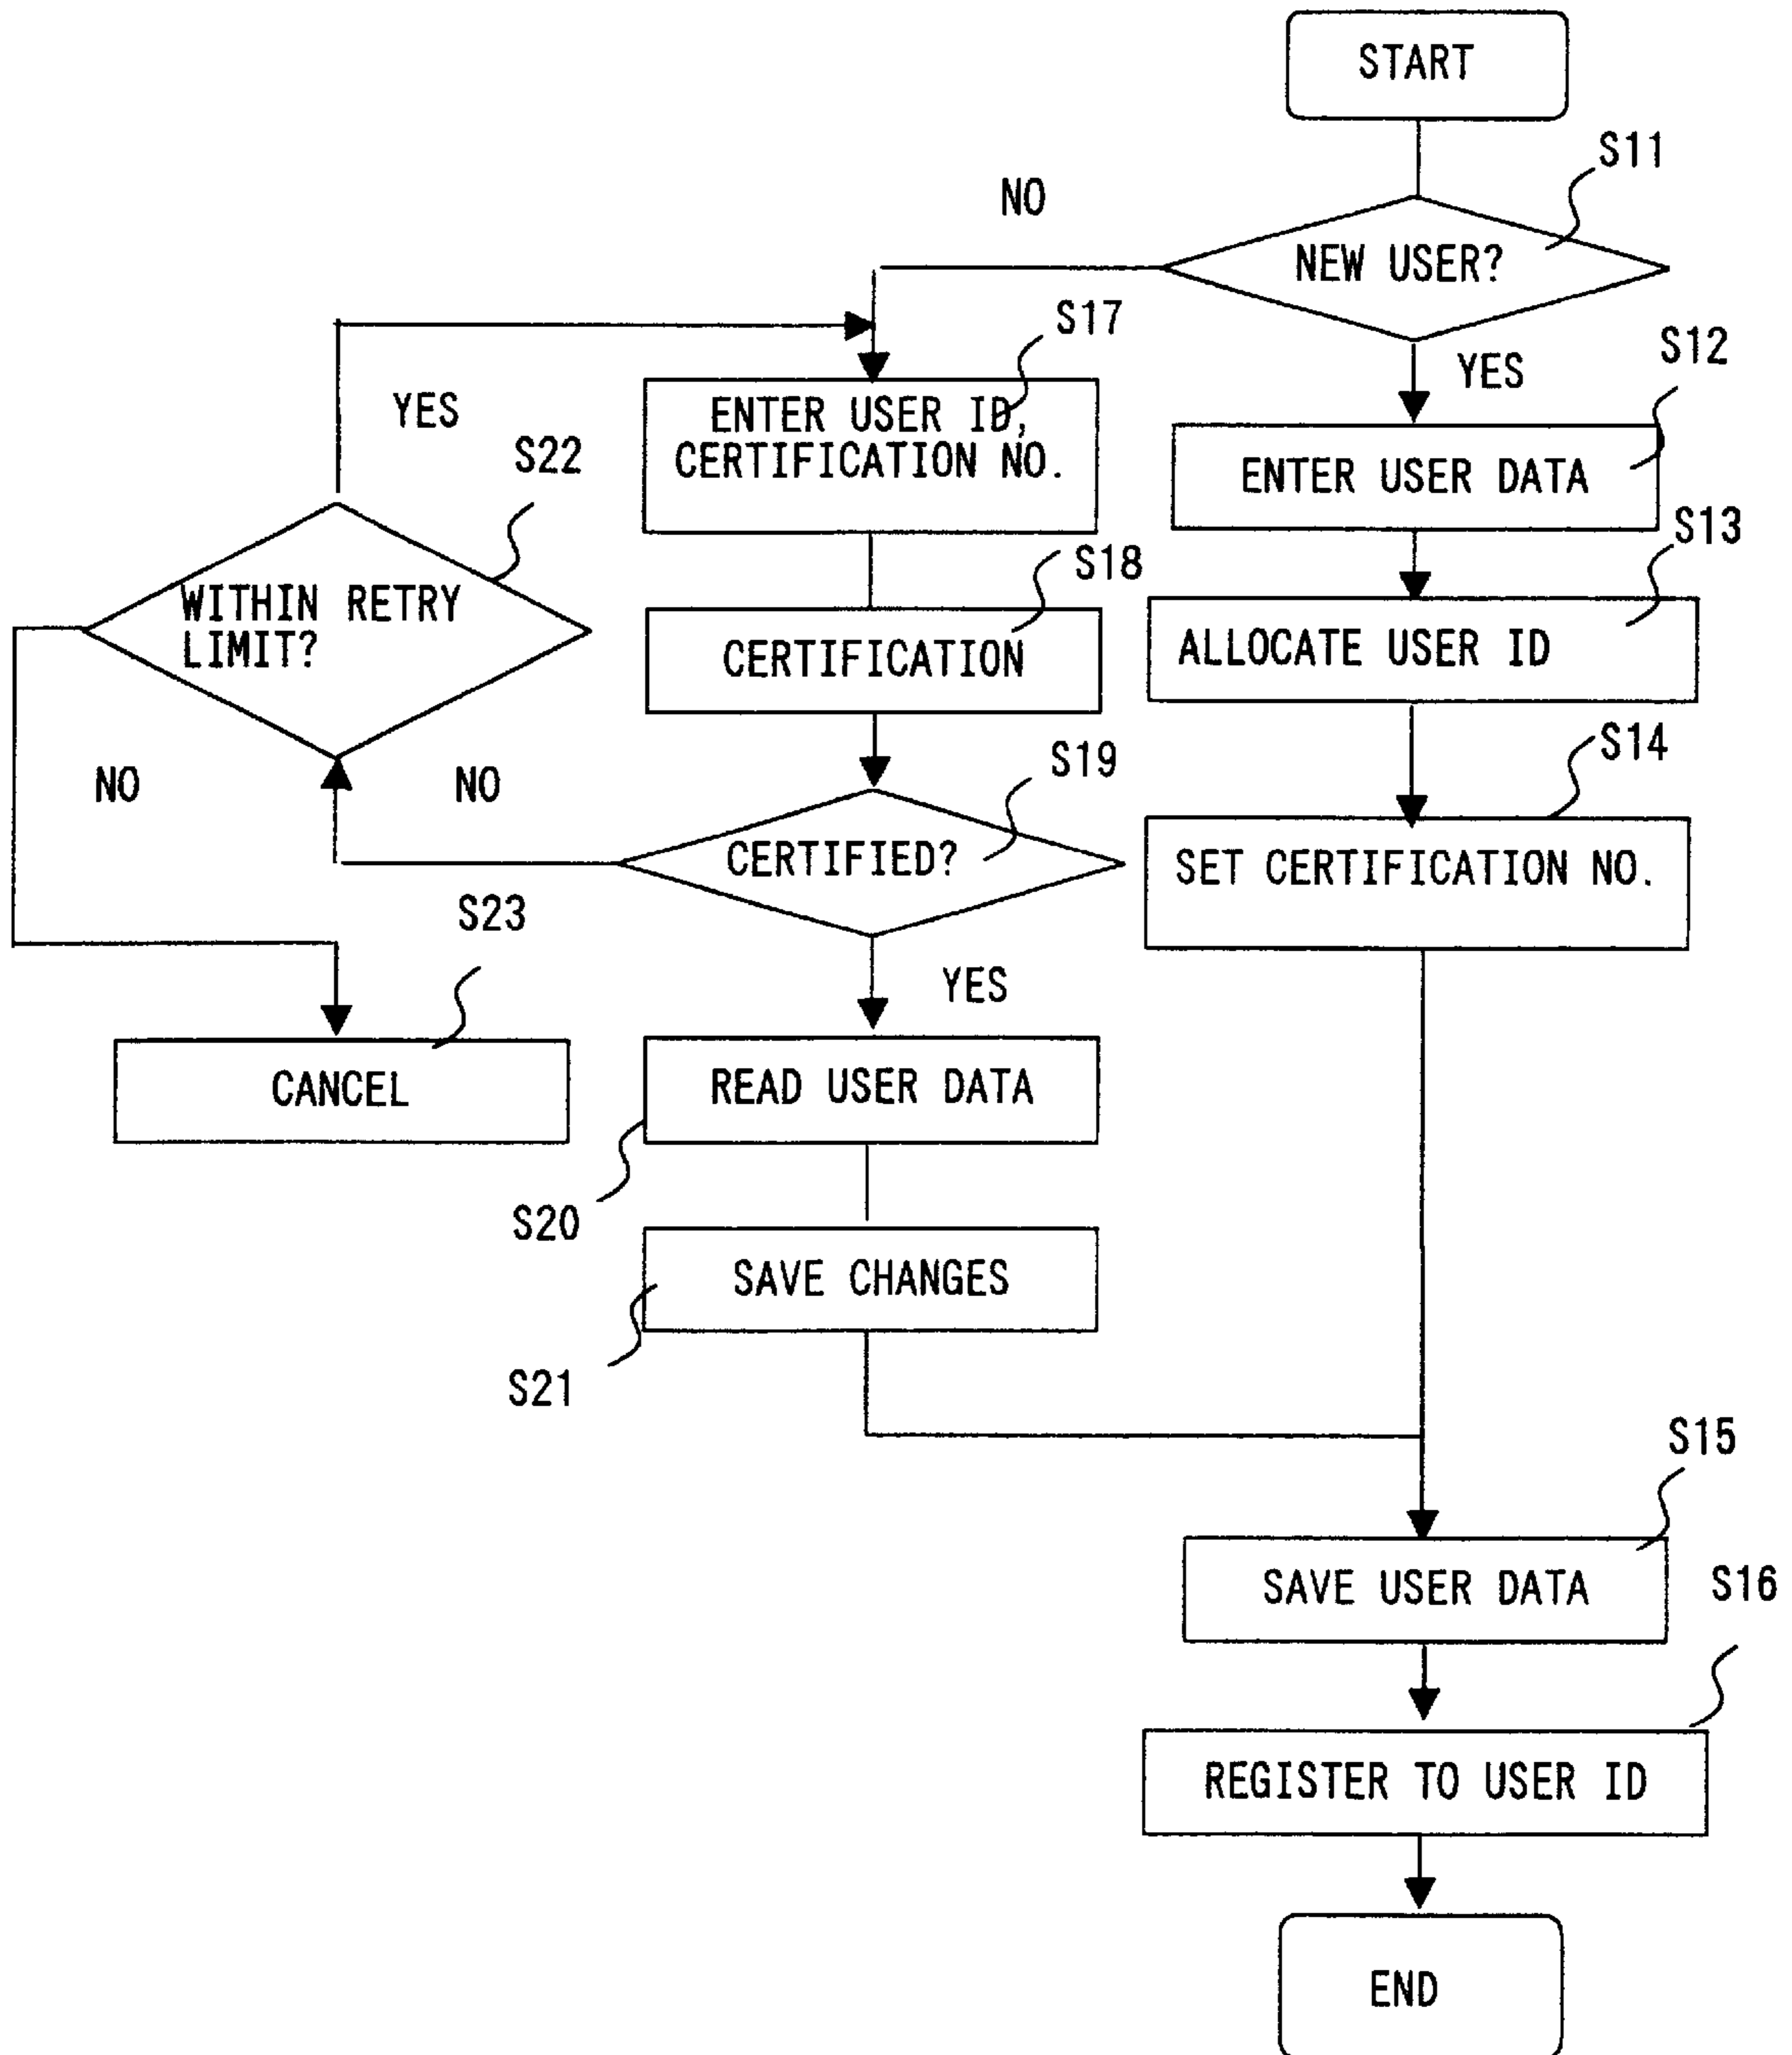 START
S11
NO
NEW USER?
S17
S12
YES
YES
ENTER USER ID,
CERTIFICATION NO.
S22
ENTER USER DATA
S13
S18
WITHIN RETRY
LIMIT?
CERTIFICATION
ALLOCATE USER ID
S14
S19
NO
NO
CERTIFIED?
SET CERTIFICATION NO.
S23
YES
CANCEL
READ USER DATA
S20
SAVE CHANGES
S21
S15
SAVE USER DATA
S16
REGISTER TO USER ID
END